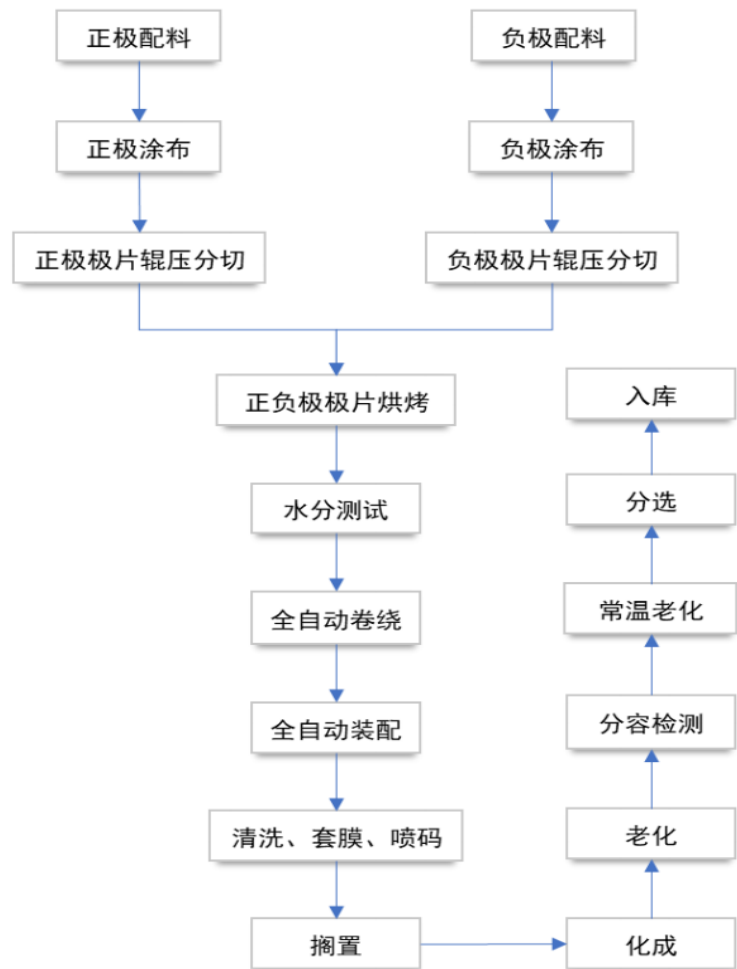 正极配料
负极配料
正极涂布
负极涂布
正极极片辊压分切
负极极片辊压分切
正负极极片烘烤
入库
水分测试
分选
全自动卷绕
常温老化
全自动装配
分容检测
清洗、套膜、喷码
老化
搁置
化成